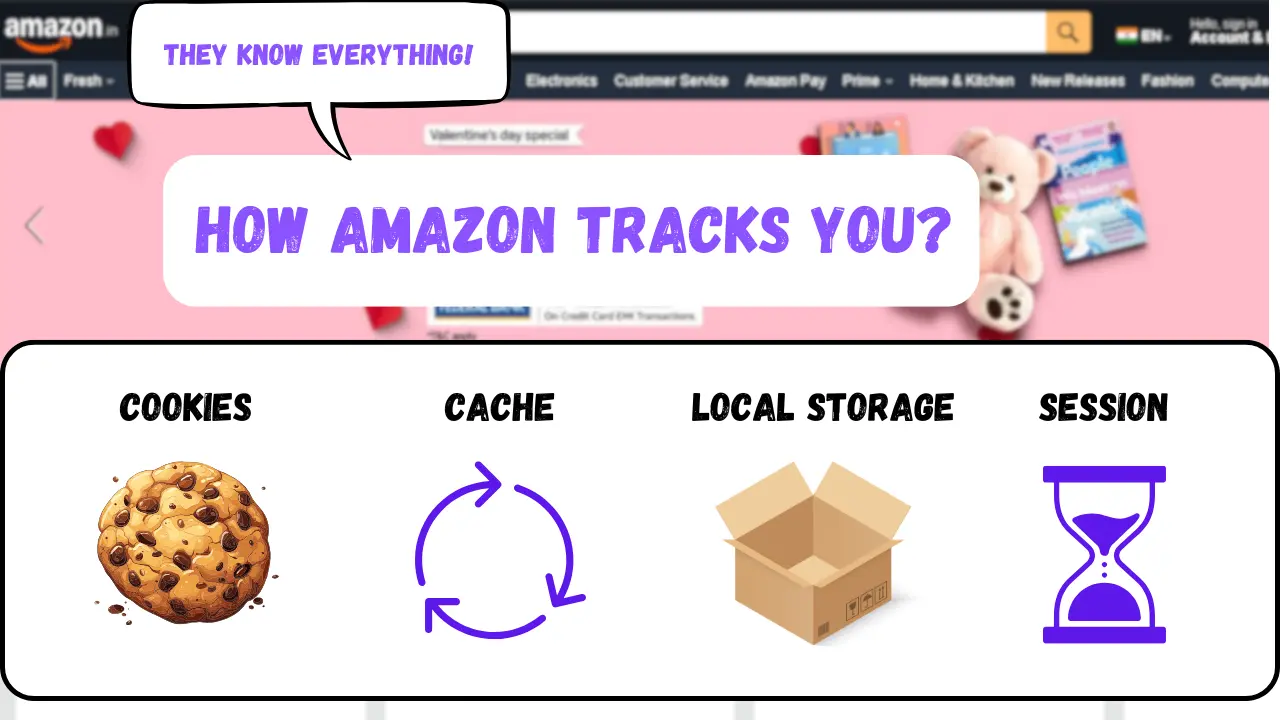 THEY KNOW EVERYTHING!
amazon.in
EN
Hello, sign in
Account &
All
Fresh
Electronics
Customer Service
Amazon Pay
Prime
Home & Kitchen
New Releases
Fashion
Valentine's day special
People
HOW AMAZON TRACKS YOU?
On Credit Card EMI Transactions
COOKIES
CACHE
LOCAL STORAGE
SESSION